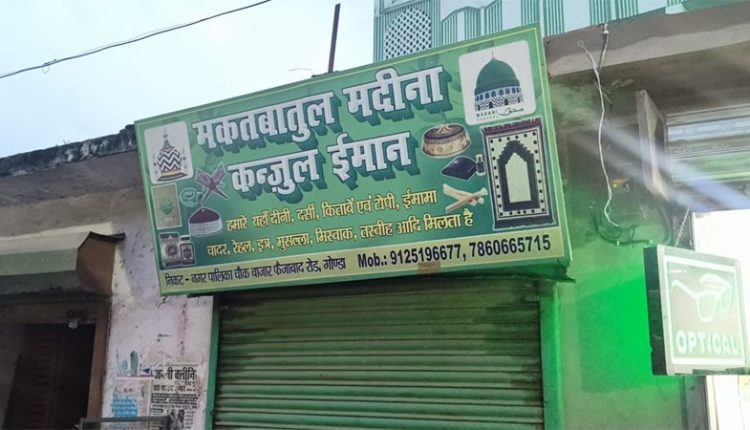 मकतबातुल मदीना
कन्ज़ुल ईमान
हमारे यहाँ दीनी, दर्सी, किताबें एवं टोपी, ईमामा
चादर, रेहल, इत्र, मुसल्ला, मिस्वाक, तस्वीह आदि मिलता है
निकट - नगर पालिका चौक बाजार फैजाबाद रोड, गोण्डा Mob.: 9125196677, 7860665715
MADANI
OPTICAL